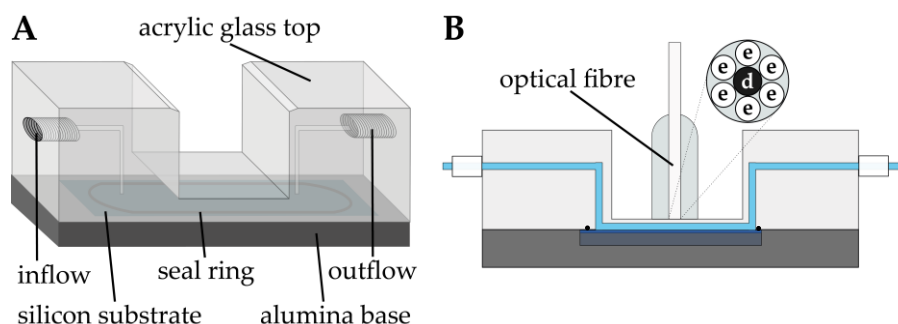 A
acrylic glass top
inflow
seal ring
outflow
silicon substrate
alumina base
B
optical fibre
e
e
e
d
e
e
e